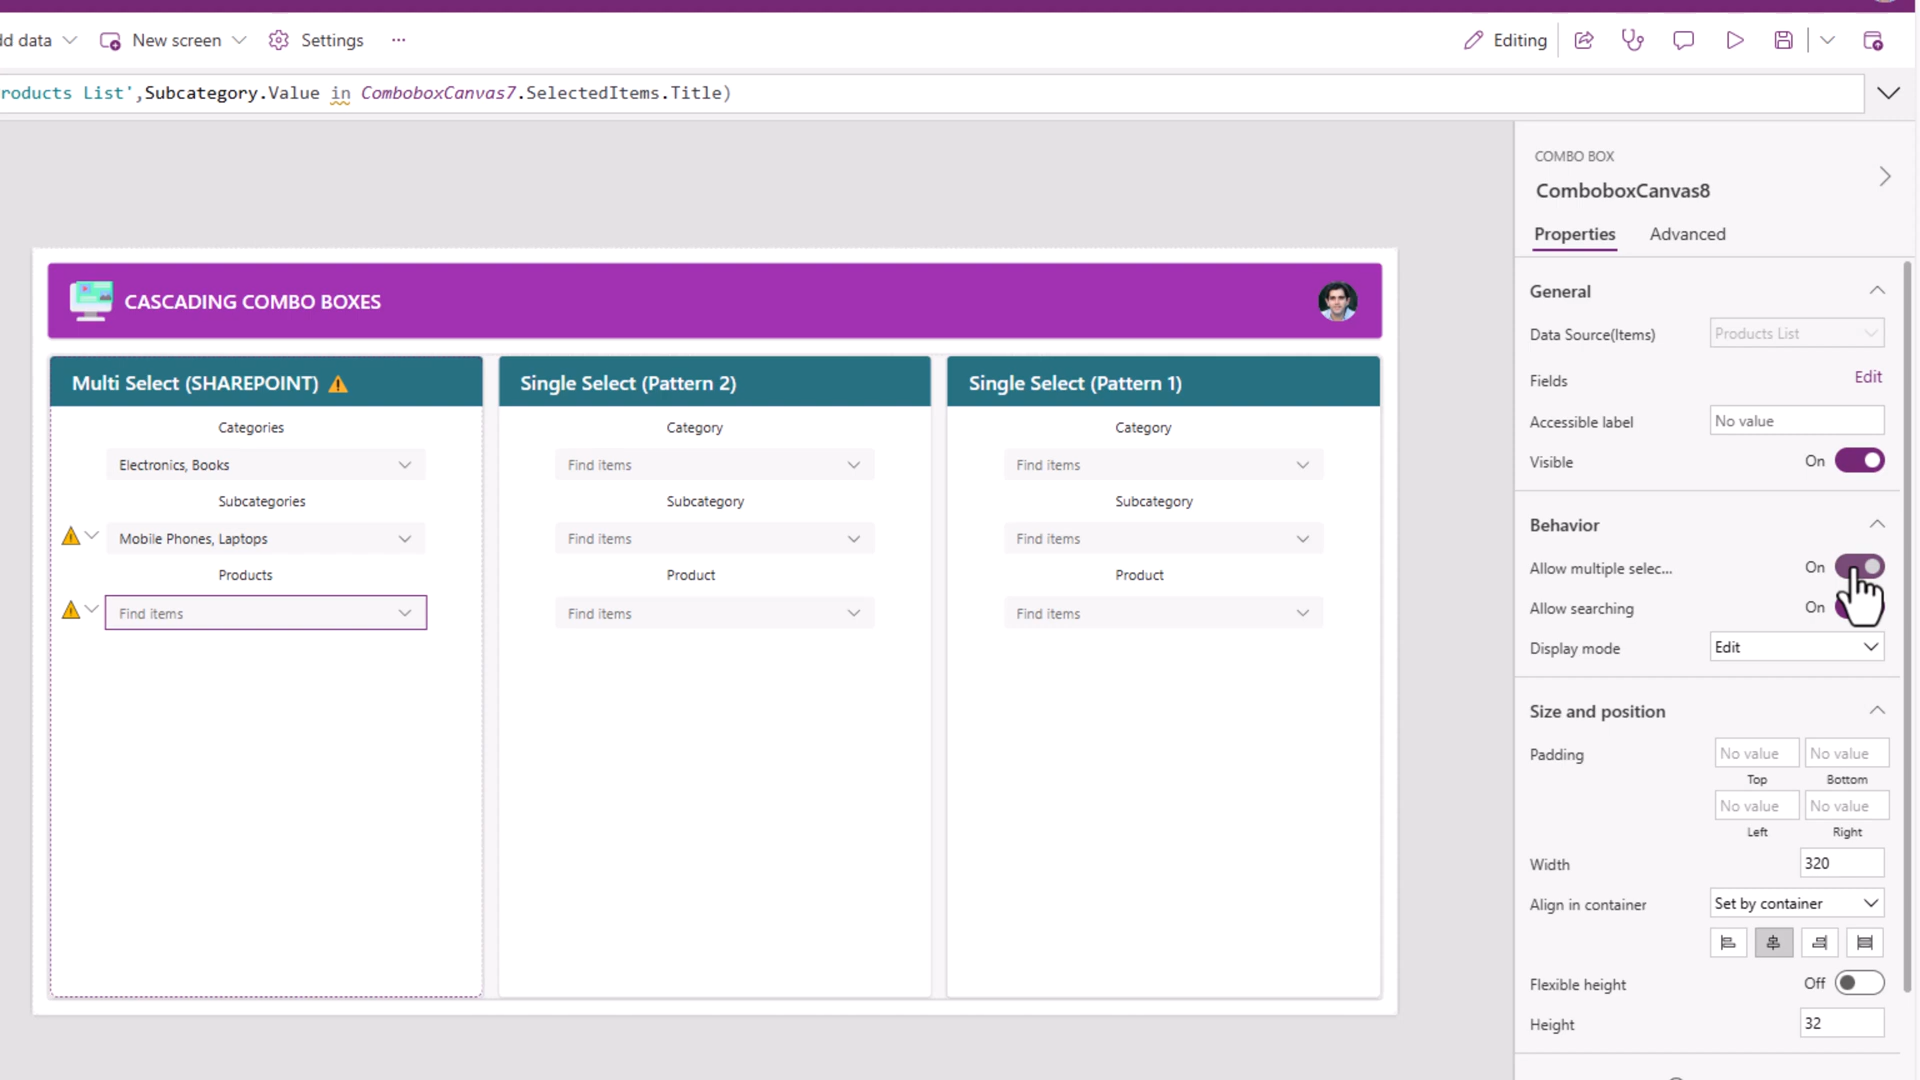 dd data
New screen
Settings
...
Editing
roducts List',Subcategory.Value in ComboboxCanvas7.SelectedItems.Title)
COMBO BOX
ComboboxCanvas8
Properties
Advanced
CASCADING COMBO BOXES
Multi Select (SHAREPOINT)
Categories
Electronics, Books
Subcategories
Mobile Phones, Laptops
Products
Find items
Single Select (Pattern 2)
Category
Find items
Subcategory
Find items
Product
Find items
Single Select (Pattern 1)
Category
Find items
Subcategory
Find items
Product
Find items
General
Data Source(Items)
Products List
Fields
Edit
Accessible label
No value
Visible
On
Behavior
Allow multiple selec...
On
Allow searching
On
Display mode
Edit
Size and position
Padding
No value
No value
Top
Bottom
No value
No value
Left
Right
Width
320
Align in container
Set by container
Flexible height
Off
Height
32